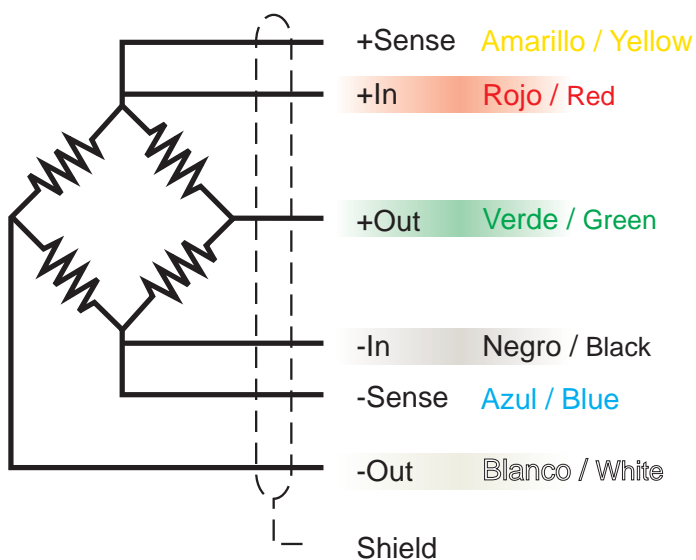 +Sense Amarillo / Yellow
+In Rojo / Red
+Out Verde / Green
-In Negro / Black
-Sense Azul / Blue
-Out Blanco / White
Shield